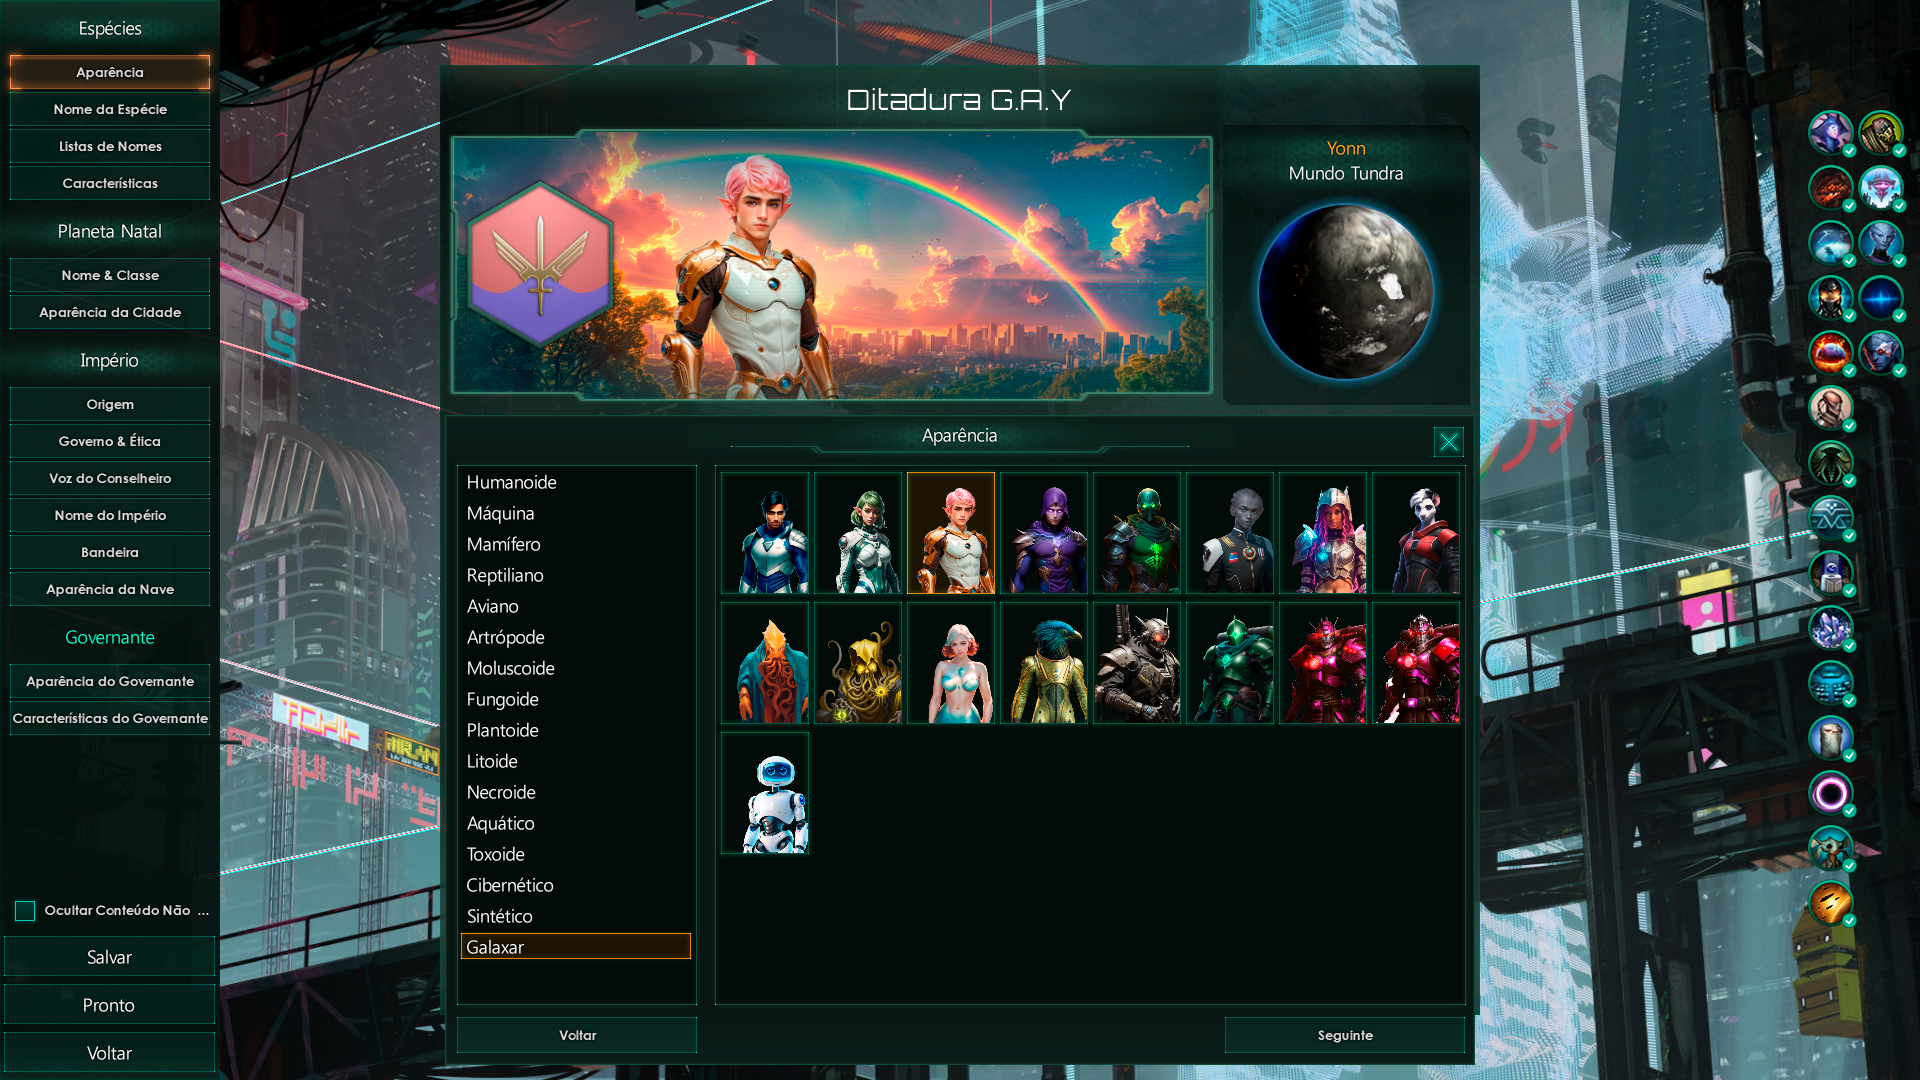 Espécies
Aparência
Nome da Espécie
Listas de Nomes
Características
Planeta Natal
Nome & Classe
Aparência da Cidade
Império
Origem
Governo & Ética
Voz do Conselheiro
Nome do Império
Bandeira
Aparência da Nave
Governante
Aparência do Governante
Características do Governante
Ocultar Conteúdo Não ...
Salvar
Pronto
Voltar
Ditadura G.A.Y
Yonn
Mundo Tundra
Aparência
Humanoide
Máquina
Mamífero
Reptiliano
Aviano
Artrópode
Moluscoide
Fungoide
Plantoide
Litoide
Necroide
Aquático
Toxoide
Cibernético
Sintético
Galaxar
Voltar
Seguinte